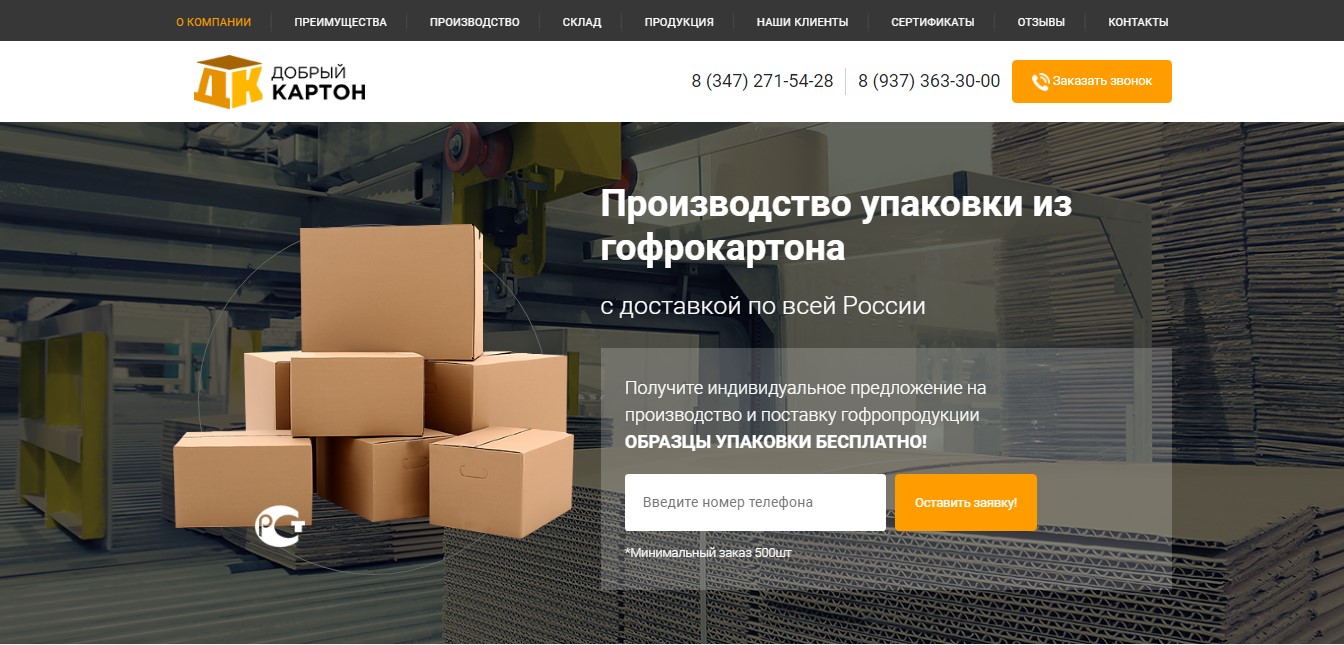 О КОМПАНИИ ПРЕИМУЩЕСТВА ПРОИЗВОДСТВО СКЛАД ПРОДУКЦИЯ НАШИ КЛИЕНТЫ СЕРТИФИКАТЫ ОТЗЫВЫ КОНТАКТЫ
ДК ДОБРЫЙ
КАРТОН
8 (347) 271-54-28 8 (937) 363-30-00 Заказать звонок
Производство упаковки из
гофрокартона
с доставкой по всей России
Получите индивидуальное предложение на
производство и поставку гофропродукции
ОБРАЗЦЫ УПАКОВКИ БЕСПЛАТНО!
Введите номер телефона Оставить заявку!
*Минимальный заказ 500шт
РСТ